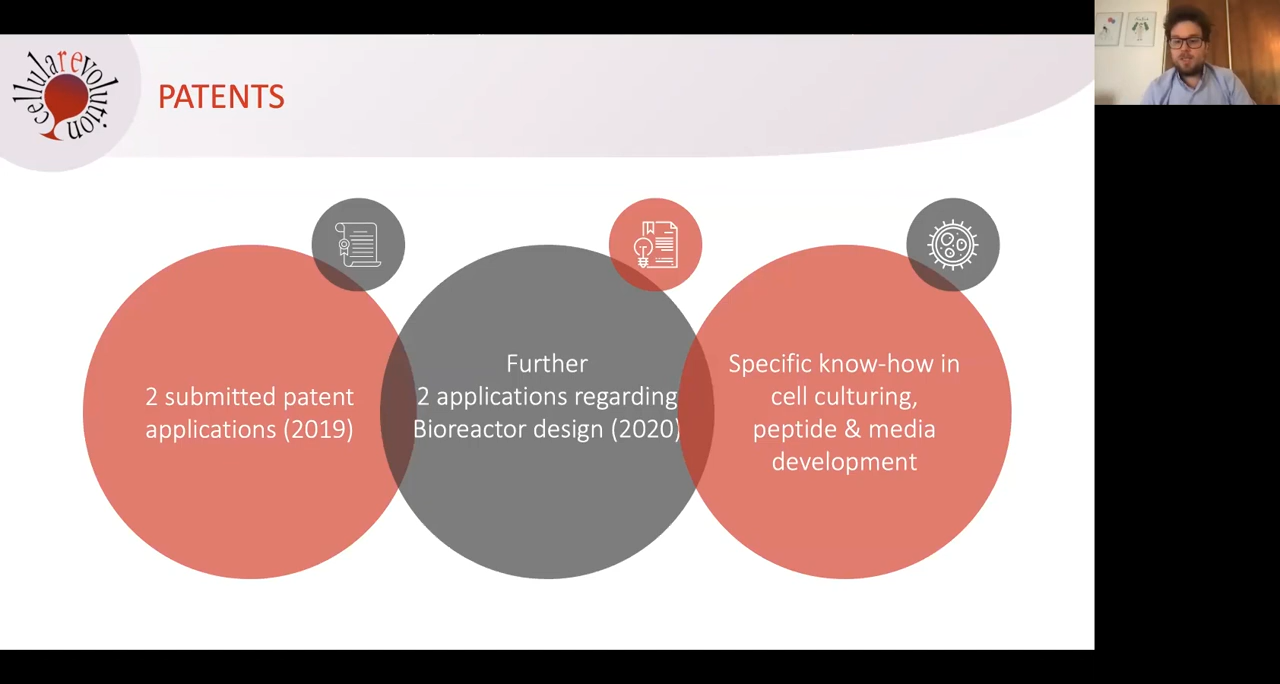 cellularevolution
PATENTS
2 submitted patent
applications (2019)
Further
2 applications regarding
Bioreactor design (2020)
Specific know-how in
cell culturing,
peptide & media
development